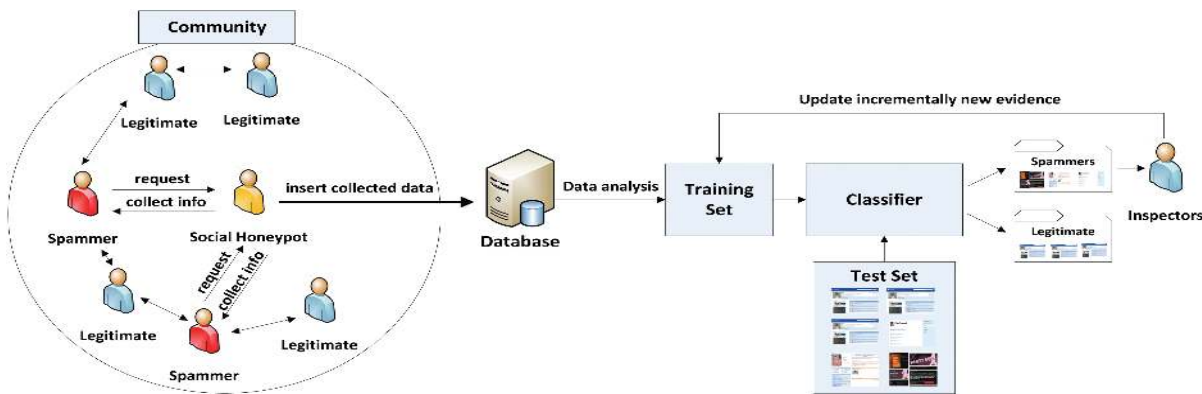 Community
Legitimate
Legitimate
request
collect info
Spammer
Social Honeypot
request
collect info
Legitimate
Legitimate
Spammer
insert collected data
Database
Data analysis
Training
Set
Classifier
Update incrementally new evidence
Spammers
Legitimate
Inspectors
Test Set